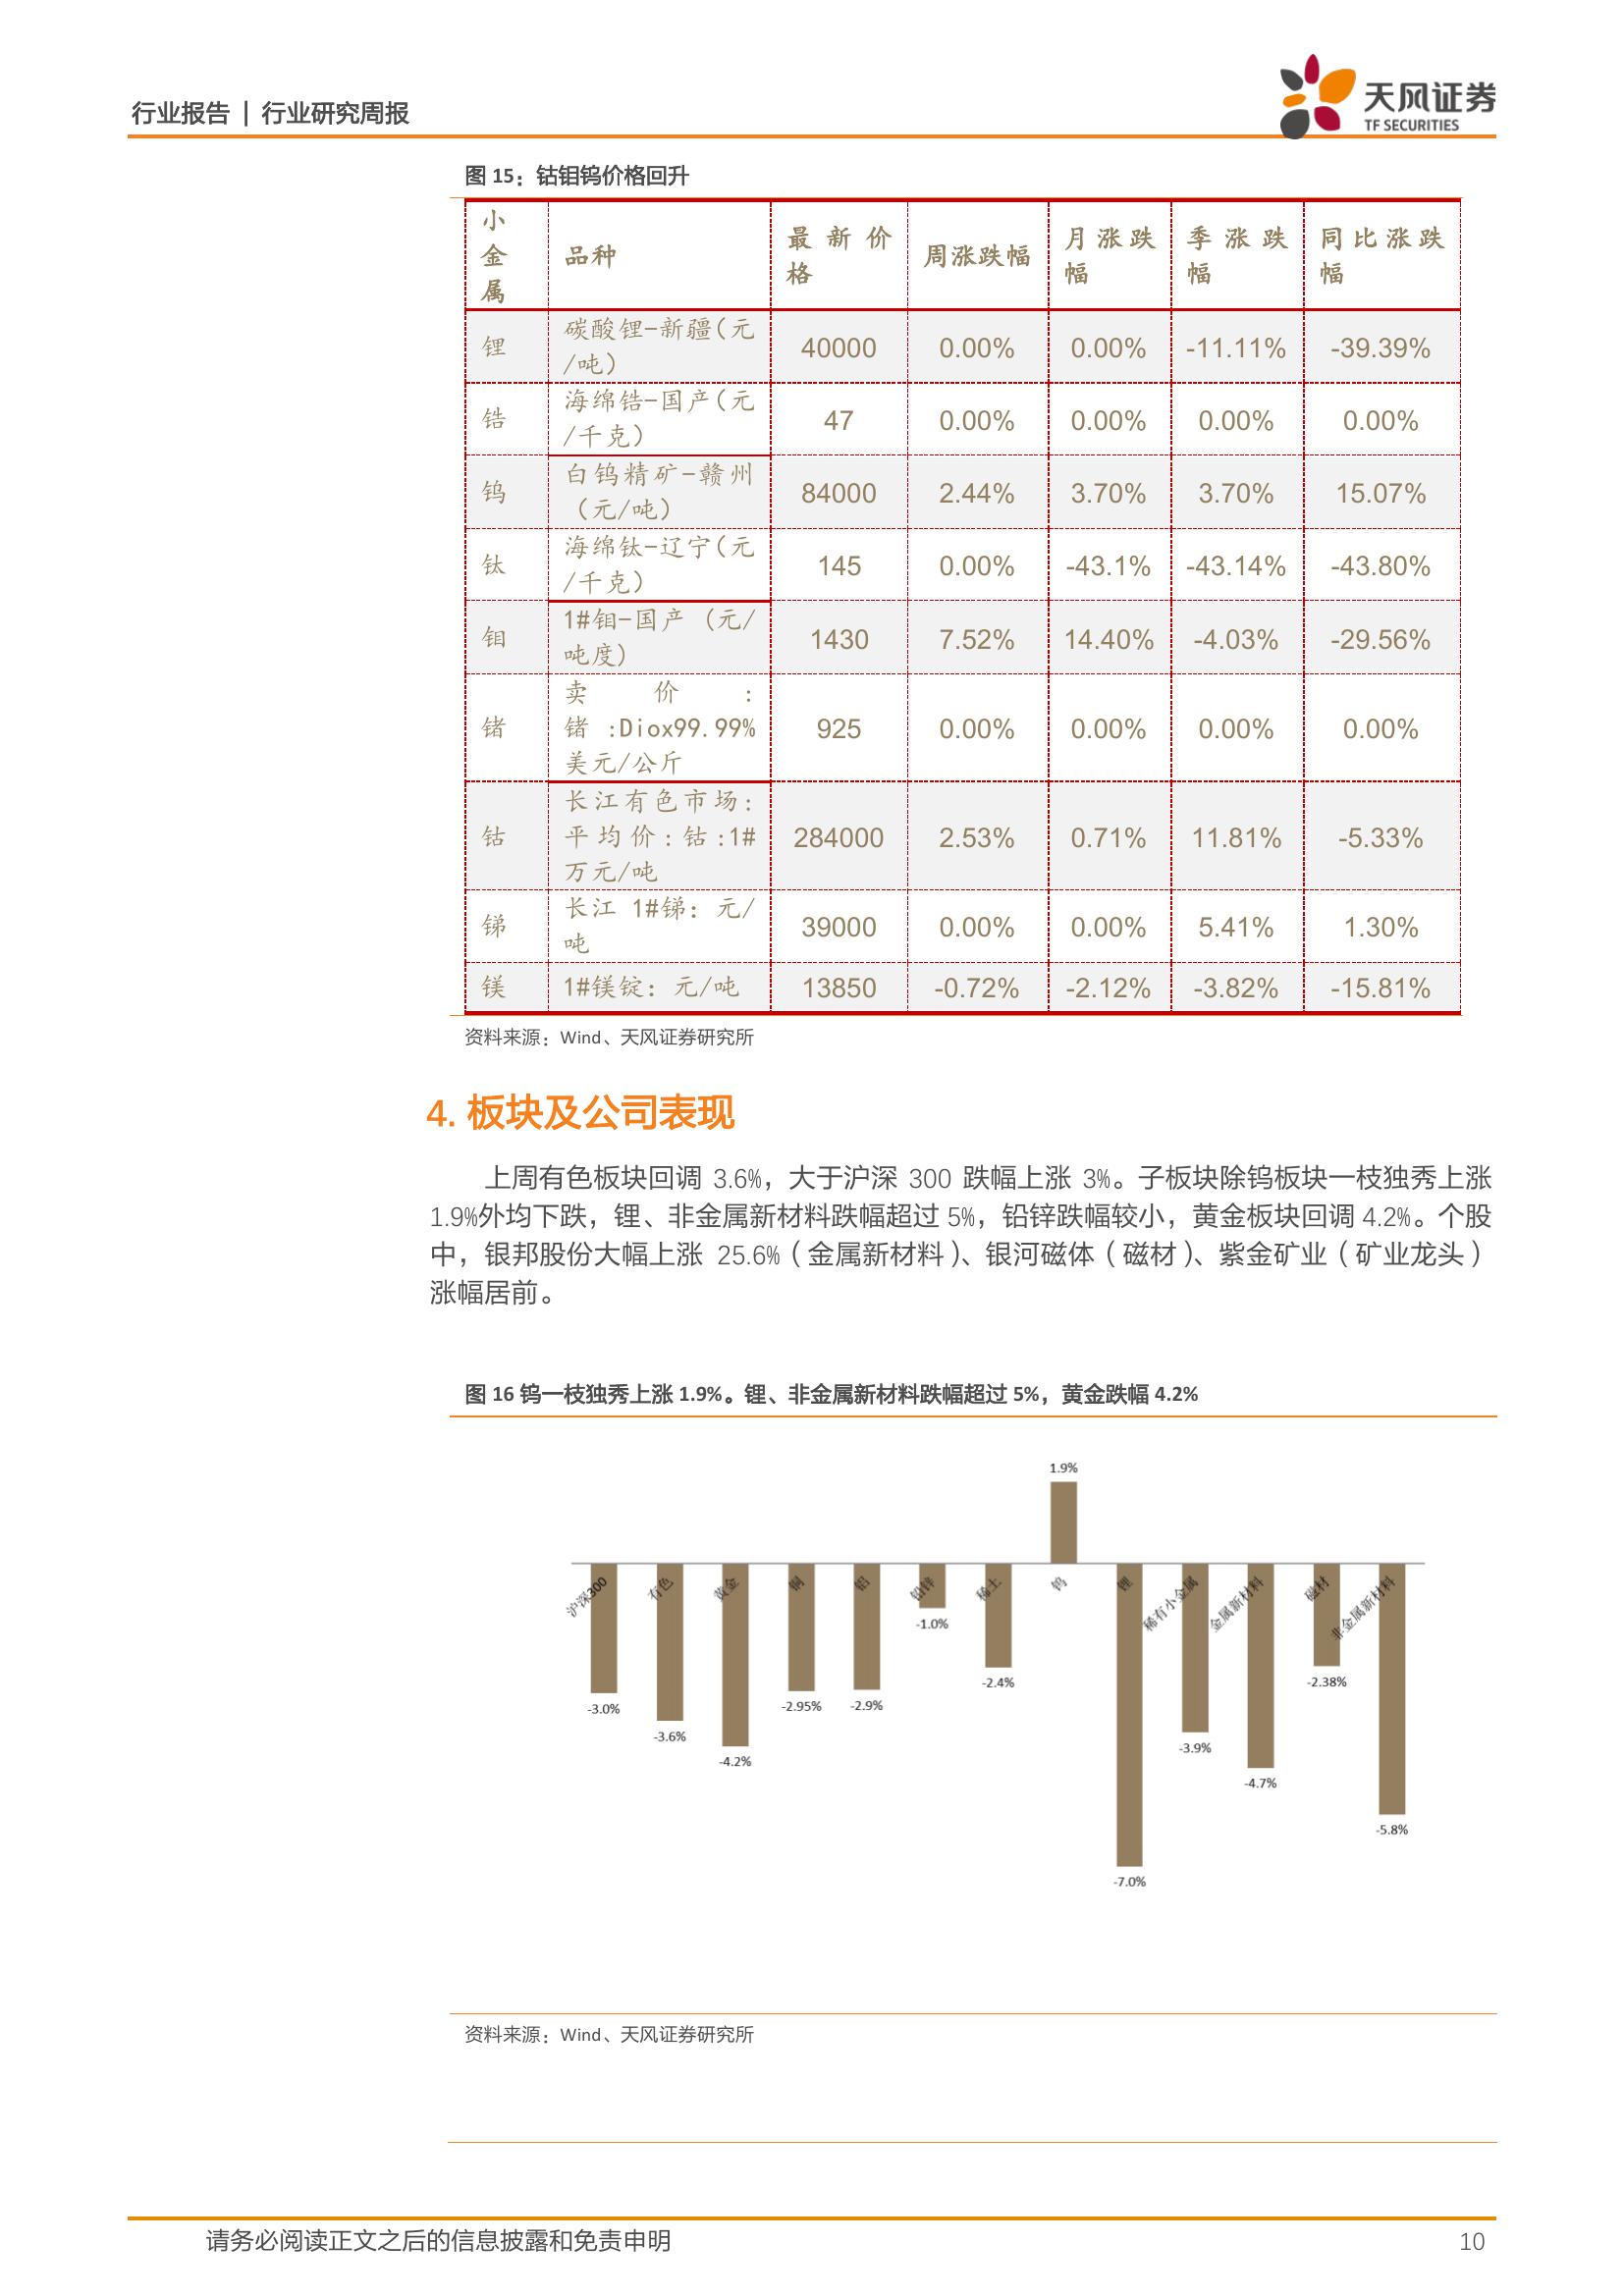 行业报告 | 行业研究周报
天风证券
TF SECURITIES
图 15：钴钼钨价格回升
小金属 品种 最新价格 周涨跌幅 月涨跌幅 季涨跌幅 同比涨跌幅
锂 碳酸锂-新疆(元/吨) 40000 0.00% 0.00% -11.11% -39.39%
锆 海绵锆-国产(元/千克) 47 0.00% 0.00% 0.00% 0.00%
钨 白钨精矿-赣州（元/吨） 84000 2.44% 3.70% 3.70% 15.07%
钛 海绵钛-辽宁(元/千克) 145 0.00% -43.1% -43.14% -43.80%
钼 1#钼-国产 (元/吨度) 1430 7.52% 14.40% -4.03% -29.56%
锗 卖价：锗:Diox99.99% 美元/公斤 925 0.00% 0.00% 0.00% 0.00%
钴 长江有色市场:平均价:钴:1# 万元/吨 284000 2.53% 0.71% 11.81% -5.33%
锑 长江 1#锑: 元/吨 39000 0.00% 0.00% 5.41% 1.30%
镁 1#镁锭: 元/吨 13850 -0.72% -2.12% -3.82% -15.81%
资料来源：Wind、天风证券研究所
4. 板块及公司表现
上周有色板块回调 3.6%，大于沪深 300 跌幅上涨 3%。子板块除钨板块一枝独秀上涨
1.9%外均下跌，锂、非金属新材料跌幅超过 5%，铅锌跌幅较小，黄金板块回调 4.2%。个股
中，银邦股份大幅上涨 25.6%（金属新材料）、银河磁体（磁材）、紫金矿业（矿业龙头）
涨幅居前。
图 16 钨一枝独秀上涨 1.9%。锂、非金属新材料跌幅超过 5%，黄金跌幅 4.2%
1.9%
沪深300 有色 黄金 铜 铝 铅锌 稀土 钨 锂 稀有小金属 金属新材料 磁材 非金属新材料
-3.0% -3.6% -4.2% -2.95% -2.9% -1.0% -2.4% -7.0% -3.9% -4.7% -2.38% -5.8%
资料来源：Wind、天风证券研究所
请务必阅读正文之后的信息披露和免责申明 10